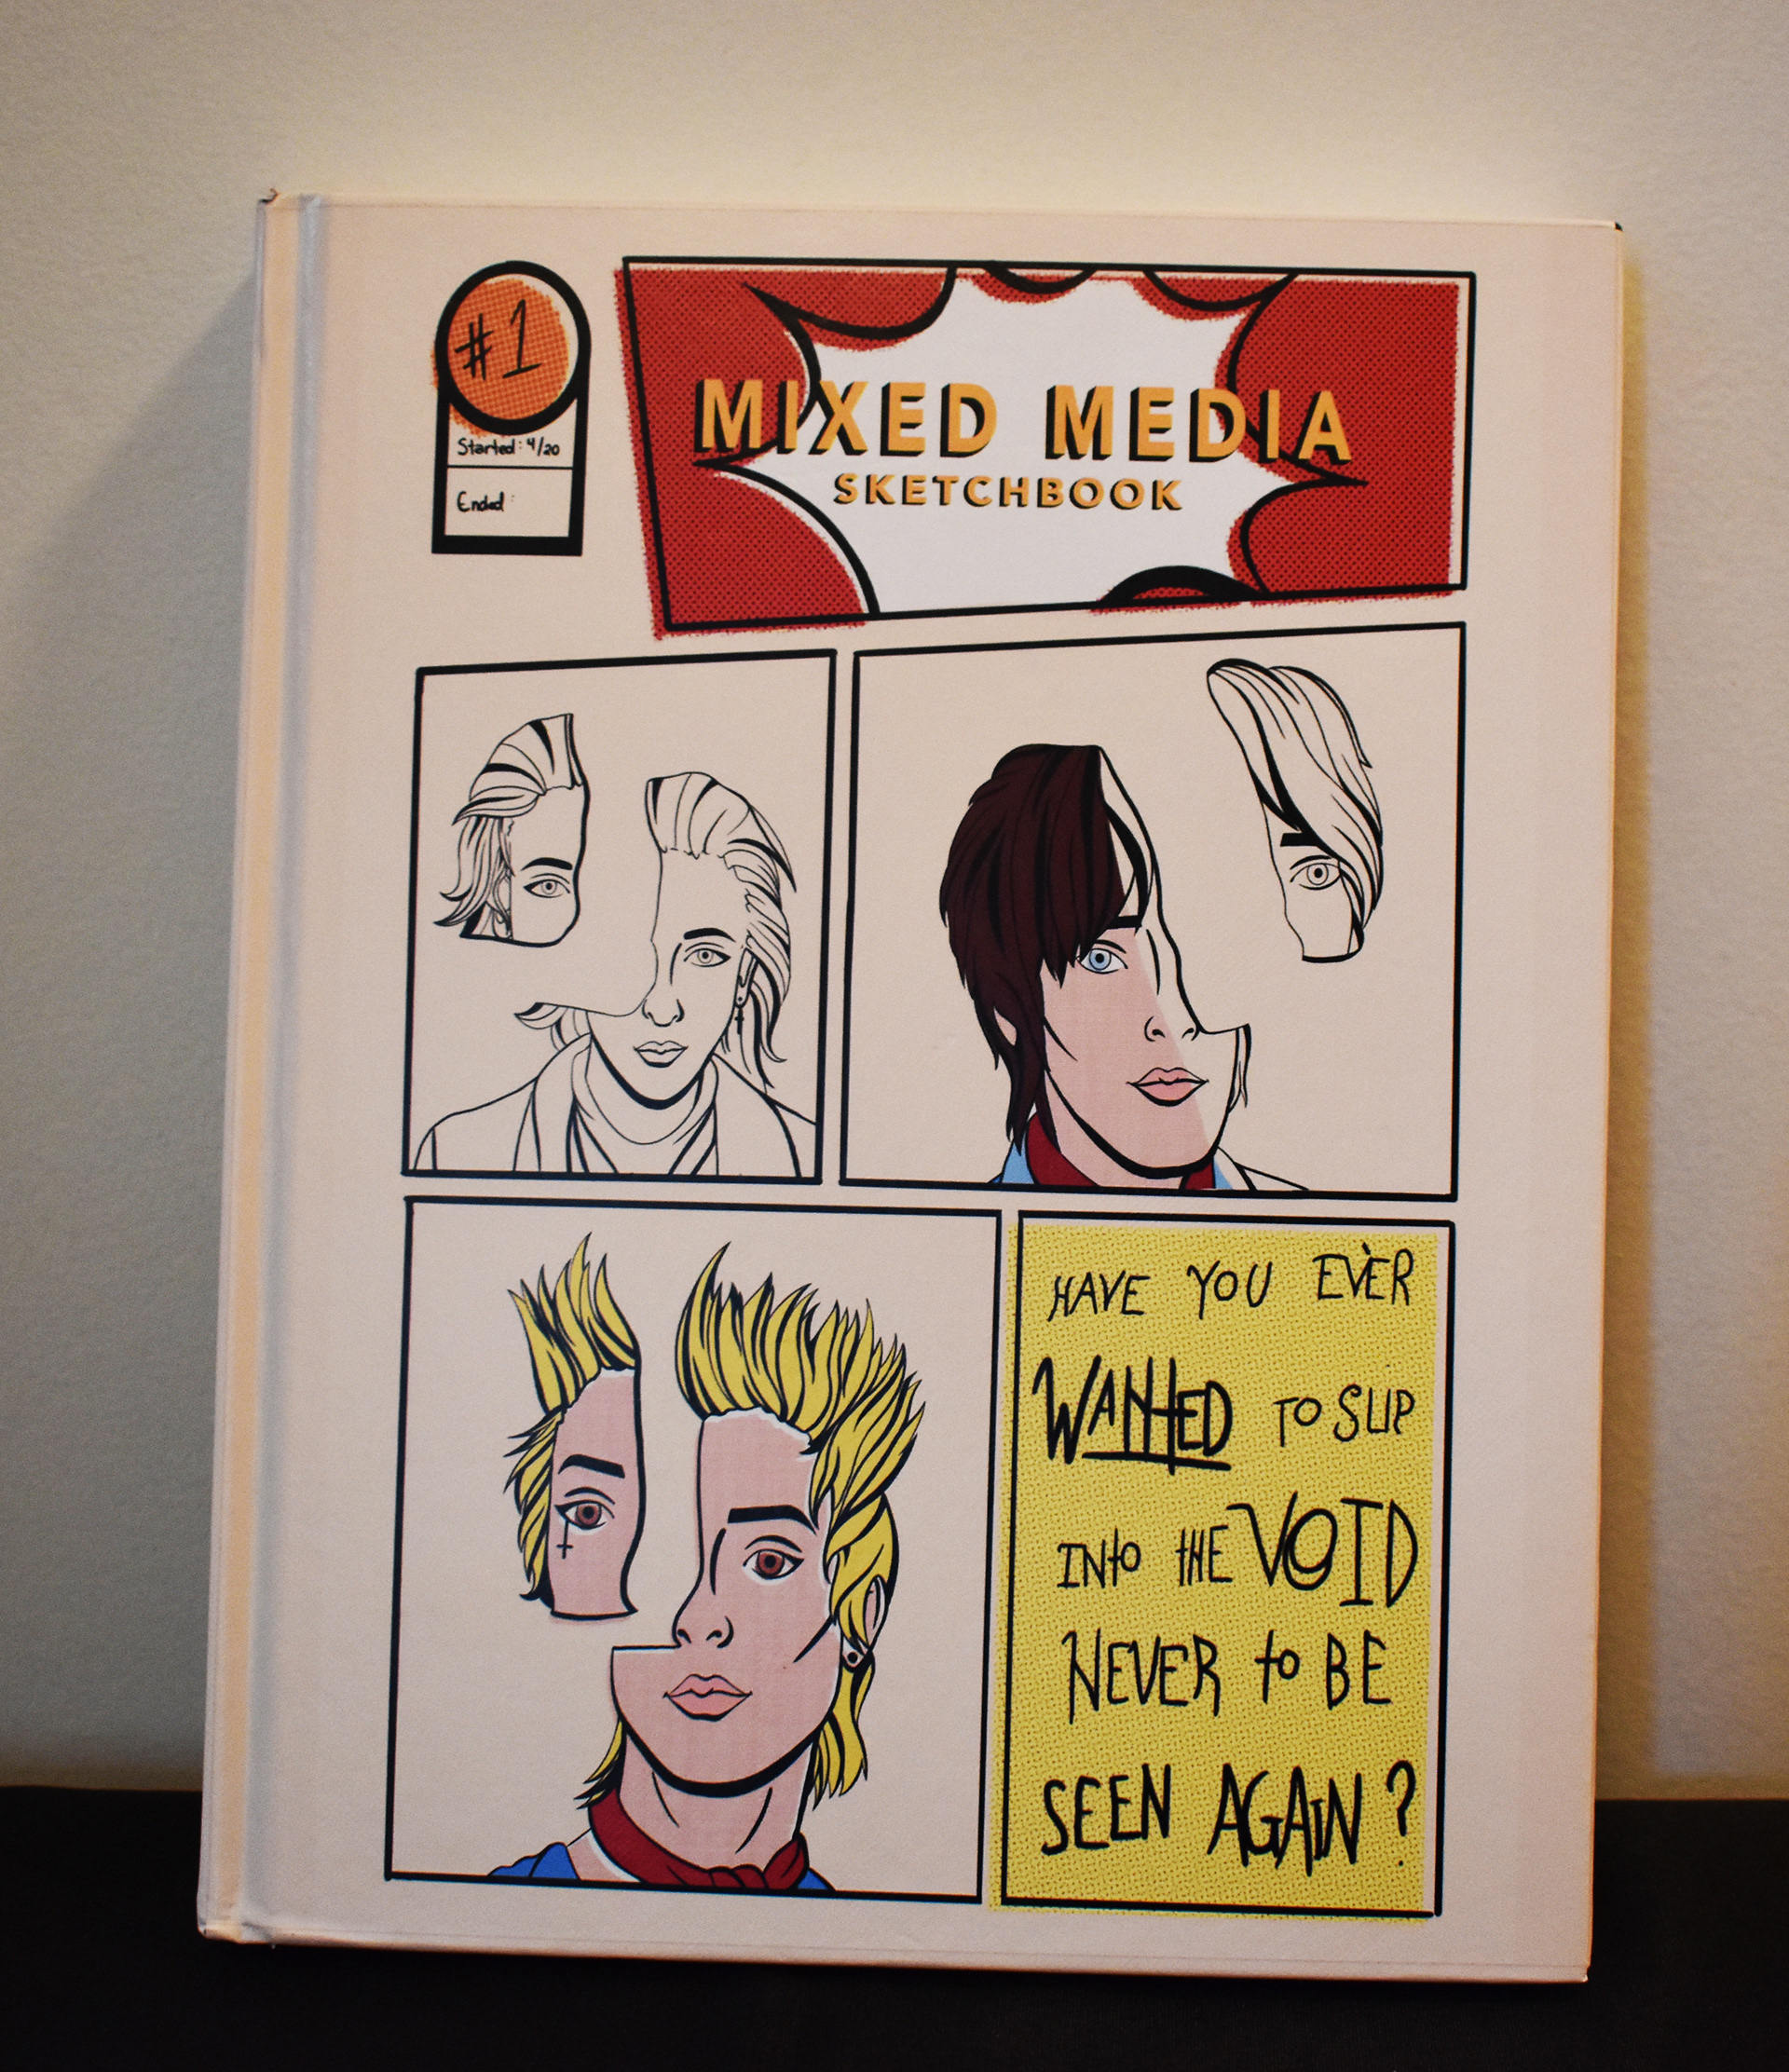 #1
Started: 4/20
Ended:
MIXED MEDIA
SKETCHBOOK
HAVE YOU EVER
WANTED TO SLIP
INtO tHE VOID
NEVER to BE
SEEN AGAIN?